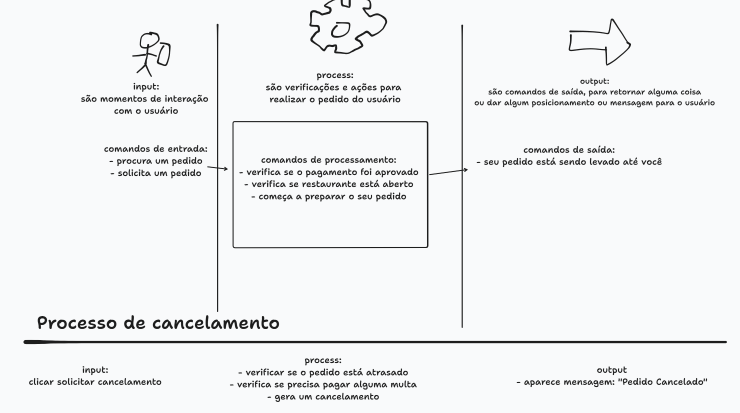 input:
são momentos de interação
com o usuário
comandos de entrada:
- procura um pedido
- solicita um pedido
process:
são verificações e ações para
realizar o pedido do usuário
comandos de processamento:
- verifica se o pagamento foi aprovado
- verifica se restaurante está aberto
- começa a preparar o seu pedido
output:
são comandos de saída, para retornar alguma coisa
ou dar algum posicionamento ou mensagem para o usuário
comandos de saída:
- seu pedido está sendo levado até você
Processo de cancelamento
input:
clicar solicitar cancelamento
process:
- verificar se o pedido está atrasado
- verifica se precisa pagar alguma multa
- gera um cancelamento
output
- aparece mensagem: "Pedido Cancelado"